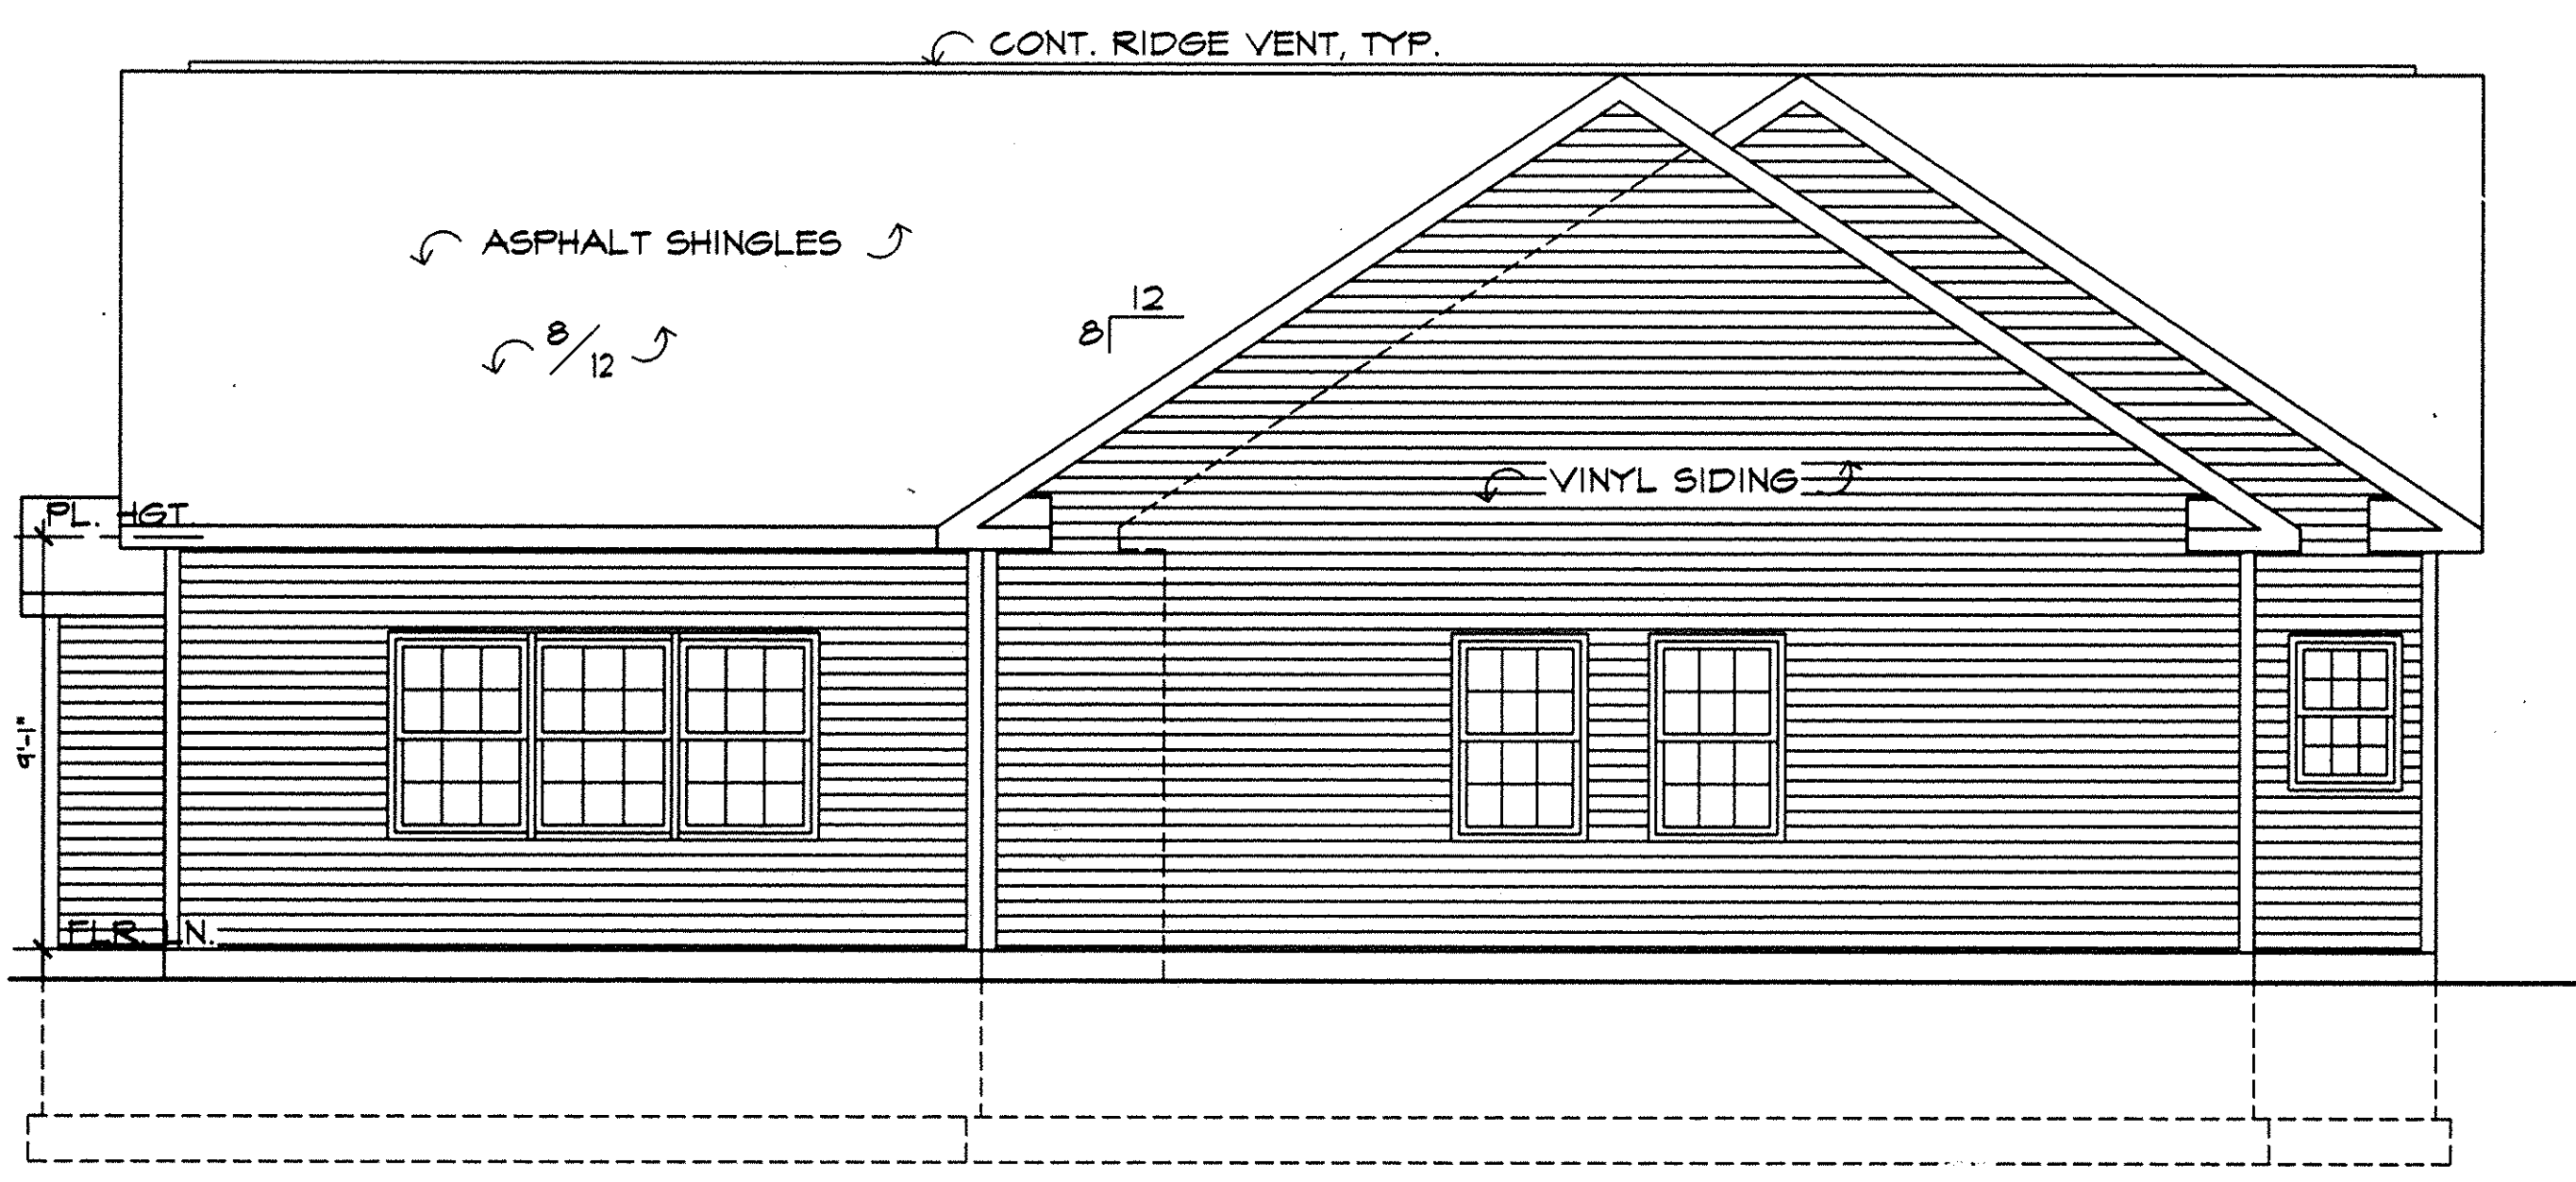 CONT. RIDGE VENT, TYP.
ASPHALT SHINGLES
8/12
12
8
VINYL SIDING
PL. HGT.
9'-1"
FLR. LN.